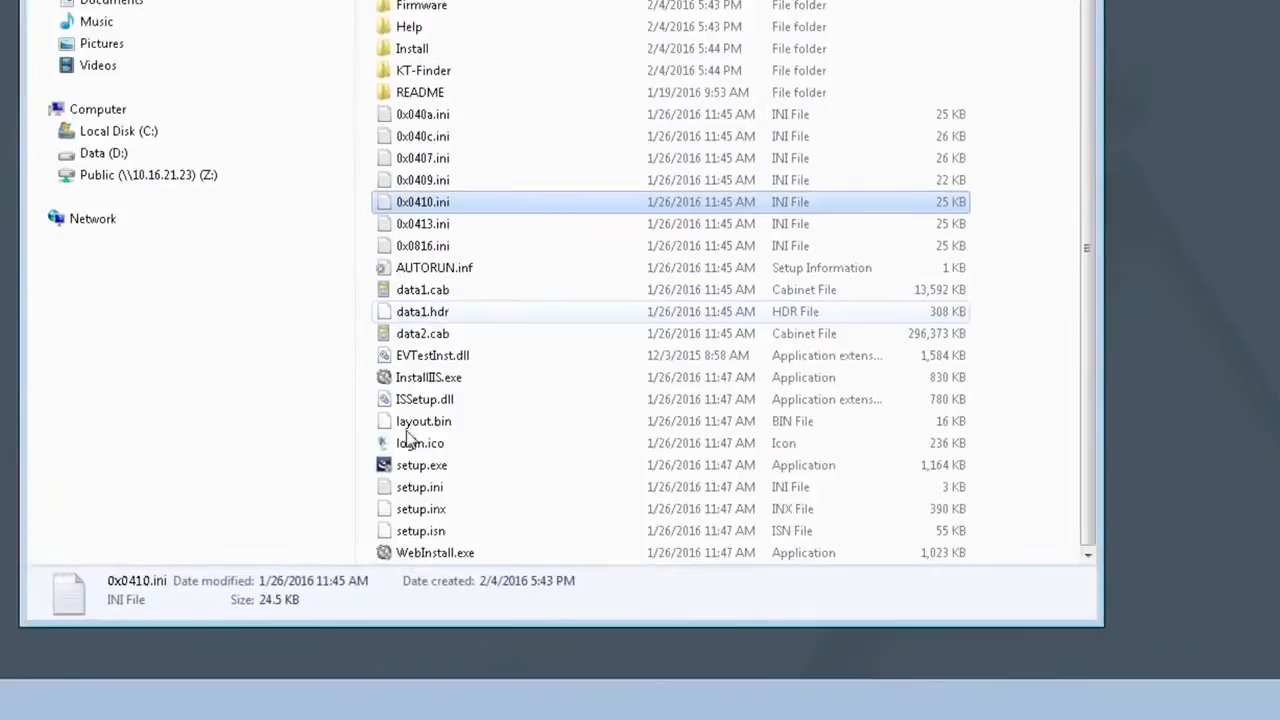 Documents
Music
Pictures
Videos
Computer
Local Disk (C:)
Data (D:)
Public (\\10.16.21.23) (Z:)
Network
Firmware 2/4/2016 5:43 PM File folder
Help 2/4/2016 5:43 PM File folder
Install 2/4/2016 5:44 PM File folder
KT-Finder 2/4/2016 5:44 PM File folder
README 1/19/2016 9:53 AM File folder
0x040a.ini 1/26/2016 11:45 AM INI File 25 KB
0x040c.ini 1/26/2016 11:45 AM INI File 26 KB
0x0407.ini 1/26/2016 11:45 AM INI File 26 KB
0x0409.ini 1/26/2016 11:45 AM INI File 22 KB
0x0410.ini 1/26/2016 11:45 AM INI File 25 KB
0x0413.ini 1/26/2016 11:45 AM INI File 25 KB
0x0816.ini 1/26/2016 11:45 AM INI File 25 KB
AUTORUN.inf 1/26/2016 11:45 AM Setup Information 1 KB
data1.cab 1/26/2016 11:45 AM Cabinet File 13,592 KB
data1.hdr 1/26/2016 11:45 AM HDR File 308 KB
data2.cab 1/26/2016 11:45 AM Cabinet File 296,373 KB
EVTestInst.dll 12/3/2015 8:58 AM Application extens... 1,584 KB
InstallIIS.exe 1/26/2016 11:47 AM Application 830 KB
ISSetup.dll 1/26/2016 11:47 AM Application extens... 780 KB
layout.bin 1/26/2016 11:47 AM BIN File 16 KB
1/26/2016 11:47 AM Icon 236 KB
setup.exe 1/26/2016 11:47 AM Application 1,164 KB
setup.ini 1/26/2016 11:47 AM INI File 3 KB
setup.inx 1/26/2016 11:47 AM INX File 390 KB
setup.isn 1/26/2016 11:47 AM ISN File 55 KB
WebInstall.exe 1/26/2016 11:47 AM Application 1,023 KB
0x0410.ini Date modified: 1/26/2016 11:45 AM Date created: 2/4/2016 5:43 PM
INI File Size: 24.5 KB